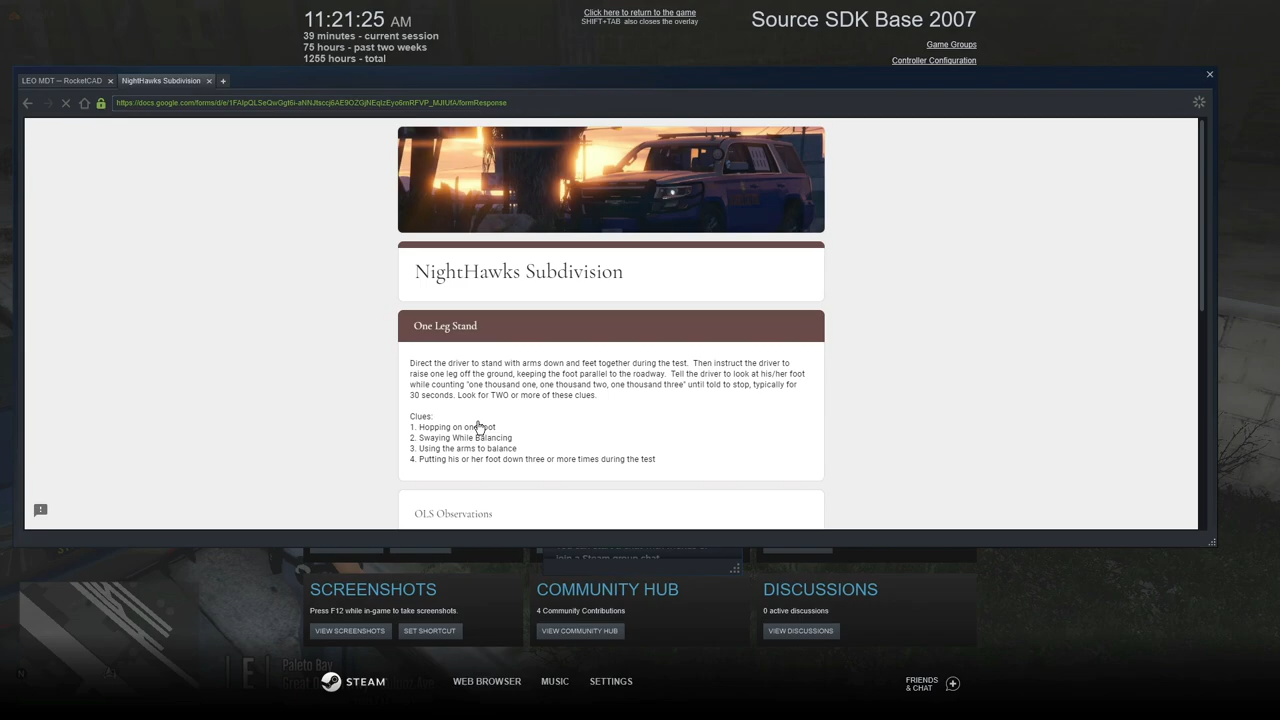 11:21:25 AM
39 minutes - current session
75 hours - past two weeks
1255 hours - total
Click here to return to the game
SHIFT+TAB also closes the overlay
Source SDK Base 2007
Game Groups
Controller Configuration
LEO MDT — RocketCAD
NightHawks Subdivision
NightHawks Subdivision
One Leg Stand
Direct the driver to stand with arms down and feet together during the test. Then instruct the driver to
raise one leg off the ground, keeping the foot parallel to the roadway. Tell the driver to look at his/her foot
while counting "one thousand one, one thousand two, one thousand three" until told to stop, typically for
30 seconds. Look for TWO or more of these clues.
Clues:
1. Hopping on one foot
2. Swaying While Balancing
3. Using the arms to balance
4. Putting his or her foot down three or more times during the test
OLS Observations
join a Steam group chat.
SCREENSHOTS
Press F12 while in-game to take screenshots.
VIEW SCREENSHOTS
SET SHORTCUT
COMMUNITY HUB
4 Community Contributions
VIEW COMMUNITY HUB
DISCUSSIONS
0 active discussions
VIEW DISCUSSIONS
N
E
Paleto Bay
STEAM
WEB BROWSER
MUSIC
SETTINGS
FRIENDS
& CHAT